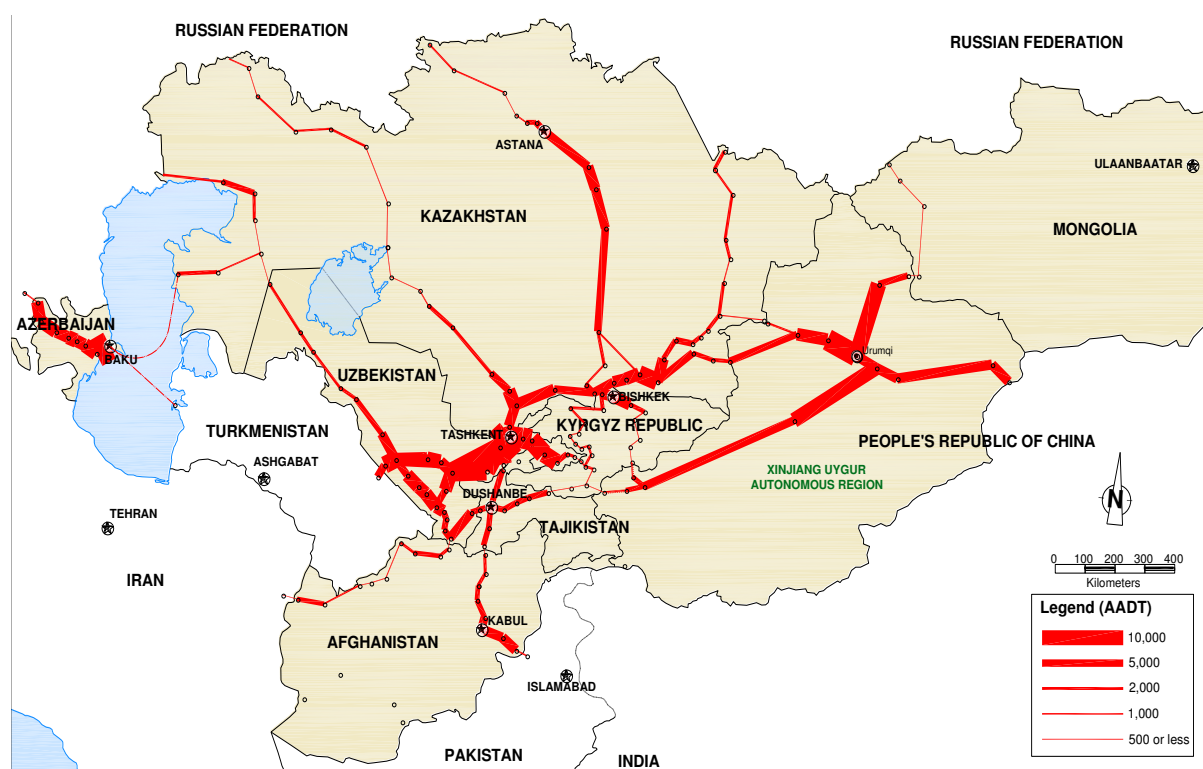 RUSSIAN FEDERATION
RUSSIAN FEDERATION
ASTANA
ULAANBAATAR
KAZAKHSTAN
MONGOLIA
AZERBAIJAN
BAKU
Urumqi
UZBEKISTAN
BISHKEK
TURKMENISTAN
TASHKENT
KYRGYZ REPUBLIC
PEOPLE'S REPUBLIC OF CHINA
ASHGABAT
XINJIANG UYGUR
AUTONOMOUS REGION
DUSHANBE
TEHRAN
TAJIKISTAN
N
IRAN
0 100 200 300 400
Kilometers
Legend (AADT)
10,000
5,000
2,000
1,000
500 or less
KABUL
AFGHANISTAN
ISLAMABAD
PAKISTAN
INDIA